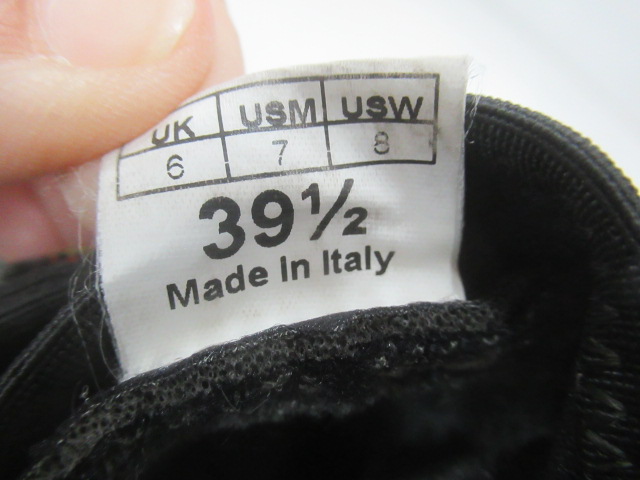 UK USM USW
6 7 8
39½
Made In Italy